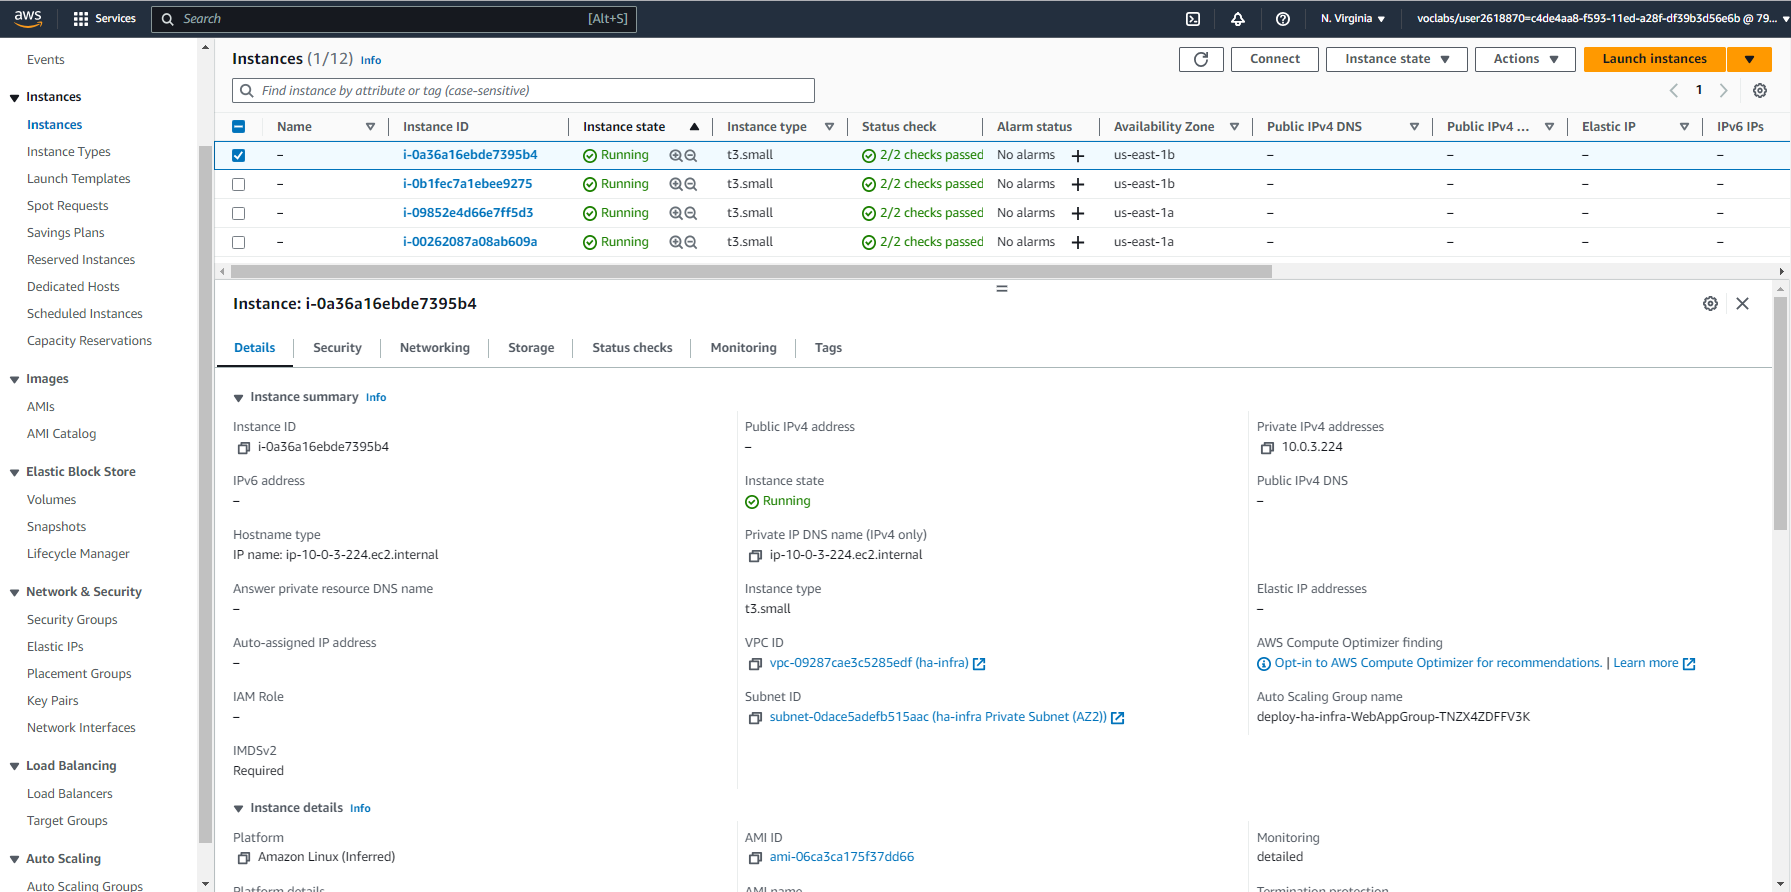 aws Services Search [Alt+S] N. Virginia voclabs/user2618870=c4de4aa8-f593-11ed-a28f-df39b3d56e6b @ 79...
Events
Instances
Instances
Instance Types
Launch Templates
Spot Requests
Savings Plans
Reserved Instances
Dedicated Hosts
Scheduled Instances
Capacity Reservations
Images
AMIs
AMI Catalog
Elastic Block Store
Volumes
Snapshots
Lifecycle Manager
Network & Security
Security Groups
Elastic IPs
Placement Groups
Key Pairs
Network Interfaces
Load Balancing
Load Balancers
Target Groups
Auto Scaling
Auto Scaling Groups
Instances (1/12) Info Connect Instance state Actions Launch instances
Find instance by attribute or tag (case-sensitive) 1
Name Instance ID Instance state Instance type Status check Alarm status Availability Zone Public IPv4 DNS Public IPv4 ... Elastic IP IPv6 IPs
– i-0a36a16ebde7395b4 Running t3.small 2/2 checks passed No alarms + us-east-1b – – – –
– i-0b1fec7a1ebee9275 Running t3.small 2/2 checks passed No alarms + us-east-1b – – – –
– i-09852e4d66e7ff5d3 Running t3.small 2/2 checks passed No alarms + us-east-1a – – – –
– i-00262087a08ab609a Running t3.small 2/2 checks passed No alarms + us-east-1a – – – –
Instance: i-0a36a16ebde7395b4
Details Security Networking Storage Status checks Monitoring Tags
Instance summary Info
Instance ID Public IPv4 address Private IPv4 addresses
i-0a36a16ebde7395b4 – 10.0.3.224
IPv6 address Instance state Public IPv4 DNS
– Running –
Hostname type Private IP DNS name (IPv4 only)
IP name: ip-10-0-3-224.ec2.internal ip-10-0-3-224.ec2.internal
Answer private resource DNS name Instance type Elastic IP addresses
– t3.small –
Auto-assigned IP address VPC ID AWS Compute Optimizer finding
– vpc-09287cae3c5285edf (ha-infra) Opt-in to AWS Compute Optimizer for recommendations. | Learn more
IAM Role Subnet ID Auto Scaling Group name
– subnet-0dace5adefb515aac (ha-infra Private Subnet (AZ2)) deploy-ha-infra-WebAppGroup-TNZX4ZDFFV3K
IMDSv2
Required
Instance details Info
Platform AMI ID Monitoring
Amazon Linux (Inferred) ami-06ca3ca175f37dd66 detailed
Platform details AMI name Termination protection